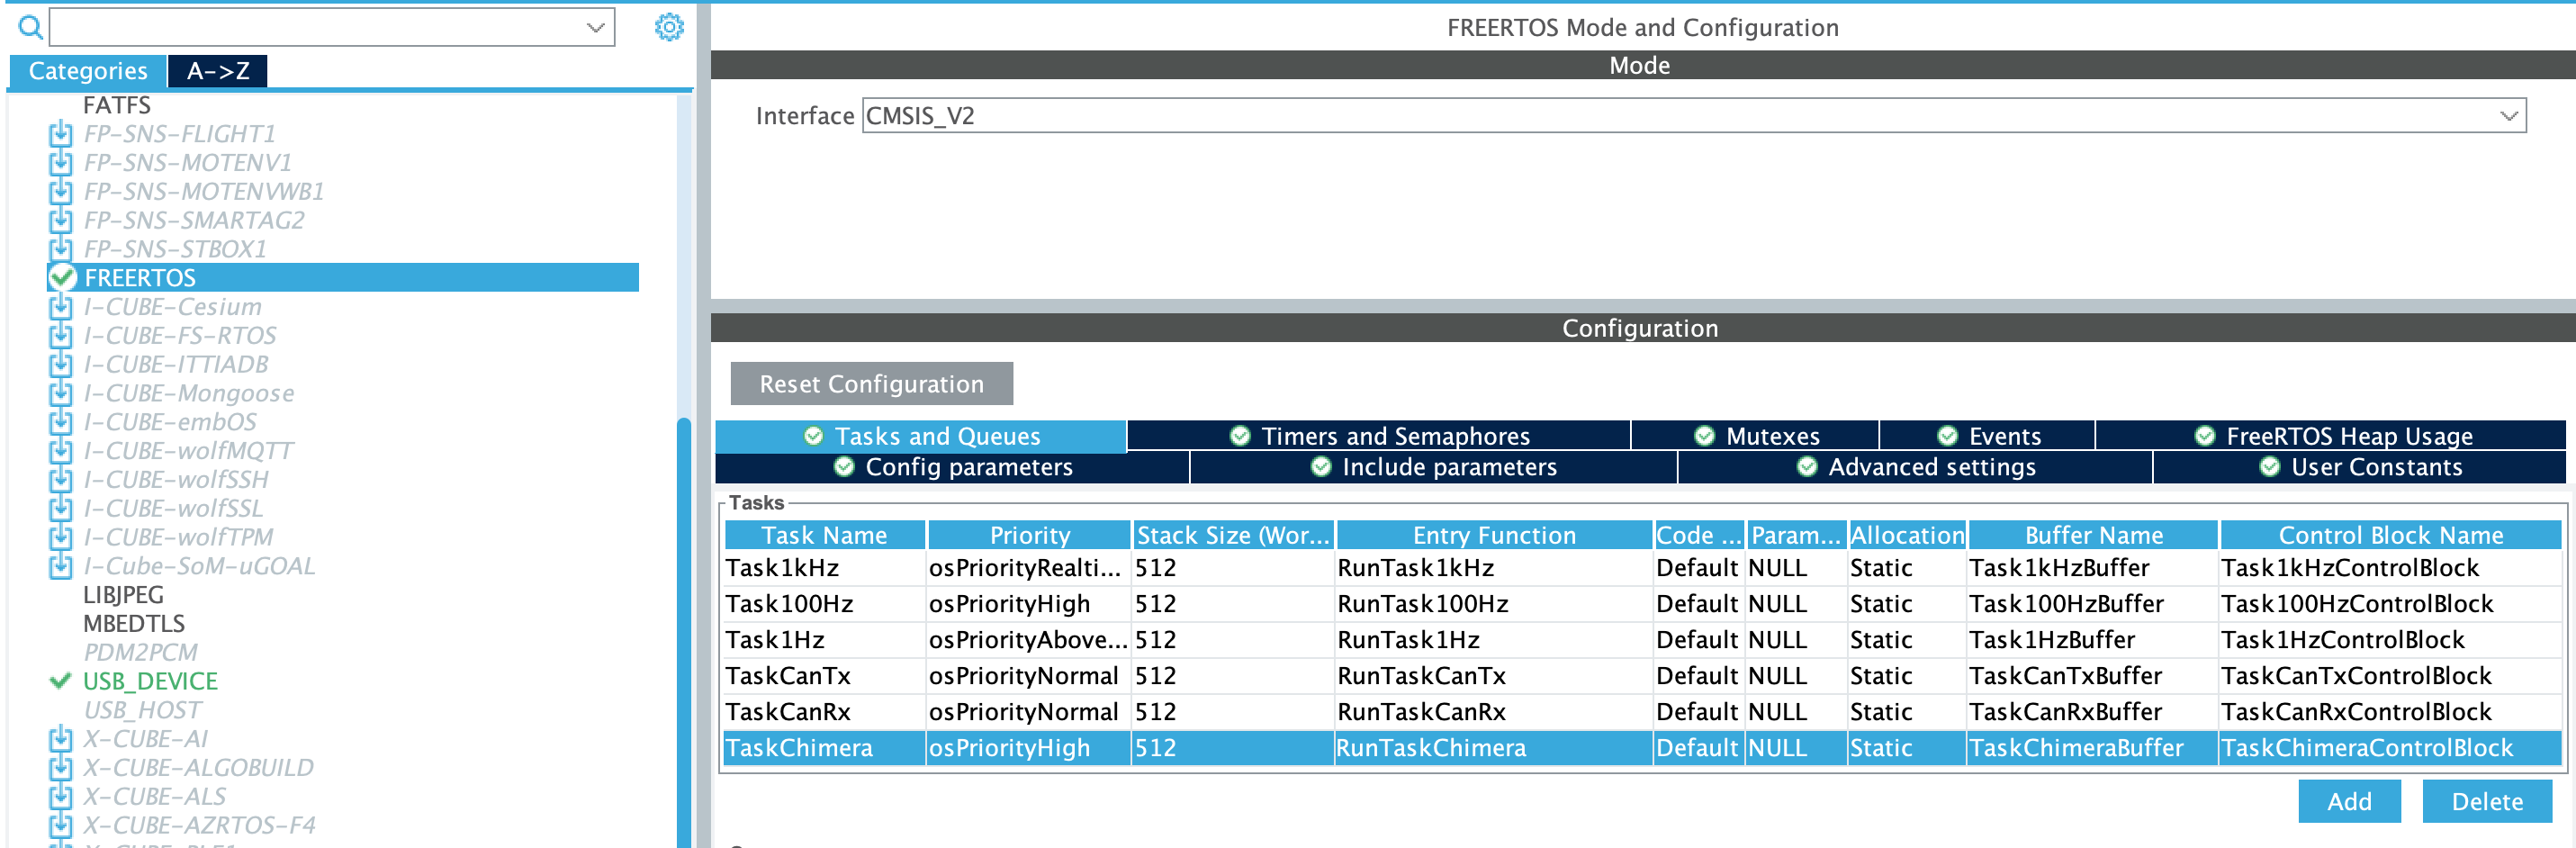 Categories A->Z
FATFS
FP-SNS-FLIGHT1
FP-SNS-MOTENV1
FP-SNS-MOTENVWB1
FP-SNS-SMARTAG2
FP-SNS-STBOX1
FREERTOS
I-CUBE-Cesium
I-CUBE-FS-RTOS
I-CUBE-ITTIADB
I-CUBE-Mongoose
I-CUBE-embOS
I-CUBE-wolfMQTT
I-CUBE-wolfSSH
I-CUBE-wolfSSL
I-CUBE-wolfTPM
I-Cube-SoM-uGOAL
LIBJPEG
MBEDTLS
PDM2PCM
USB_DEVICE
USB_HOST
X-CUBE-AI
X-CUBE-ALGOBUILD
X-CUBE-ALS
X-CUBE-AZRTOS-F4
FREERTOS Mode and Configuration
Mode
Interface CMSIS_V2
Configuration
Reset Configuration
Tasks and Queues Timers and Semaphores Mutexes Events FreeRTOS Heap Usage
Config parameters Include parameters Advanced settings User Constants
Tasks
Task Name Priority Stack Size (Wor... Entry Function Code ... Param... Allocation Buffer Name Control Block Name
Task1kHz osPriorityRealti... 512 RunTask1kHz Default NULL Static Task1kHzBuffer Task1kHzControlBlock
Task100Hz osPriorityHigh 512 RunTask100Hz Default NULL Static Task100HzBuffer Task100HzControlBlock
Task1Hz osPriorityAbove... 512 RunTask1Hz Default NULL Static Task1HzBuffer Task1HzControlBlock
TaskCanTx osPriorityNormal 512 RunTaskCanTx Default NULL Static TaskCanTxBuffer TaskCanTxControlBlock
TaskCanRx osPriorityNormal 512 RunTaskCanRx Default NULL Static TaskCanRxBuffer TaskCanRxControlBlock
TaskChimera osPriorityHigh 512 RunTaskChimera Default NULL Static TaskChimeraBuffer TaskChimeraControlBlock
Add Delete